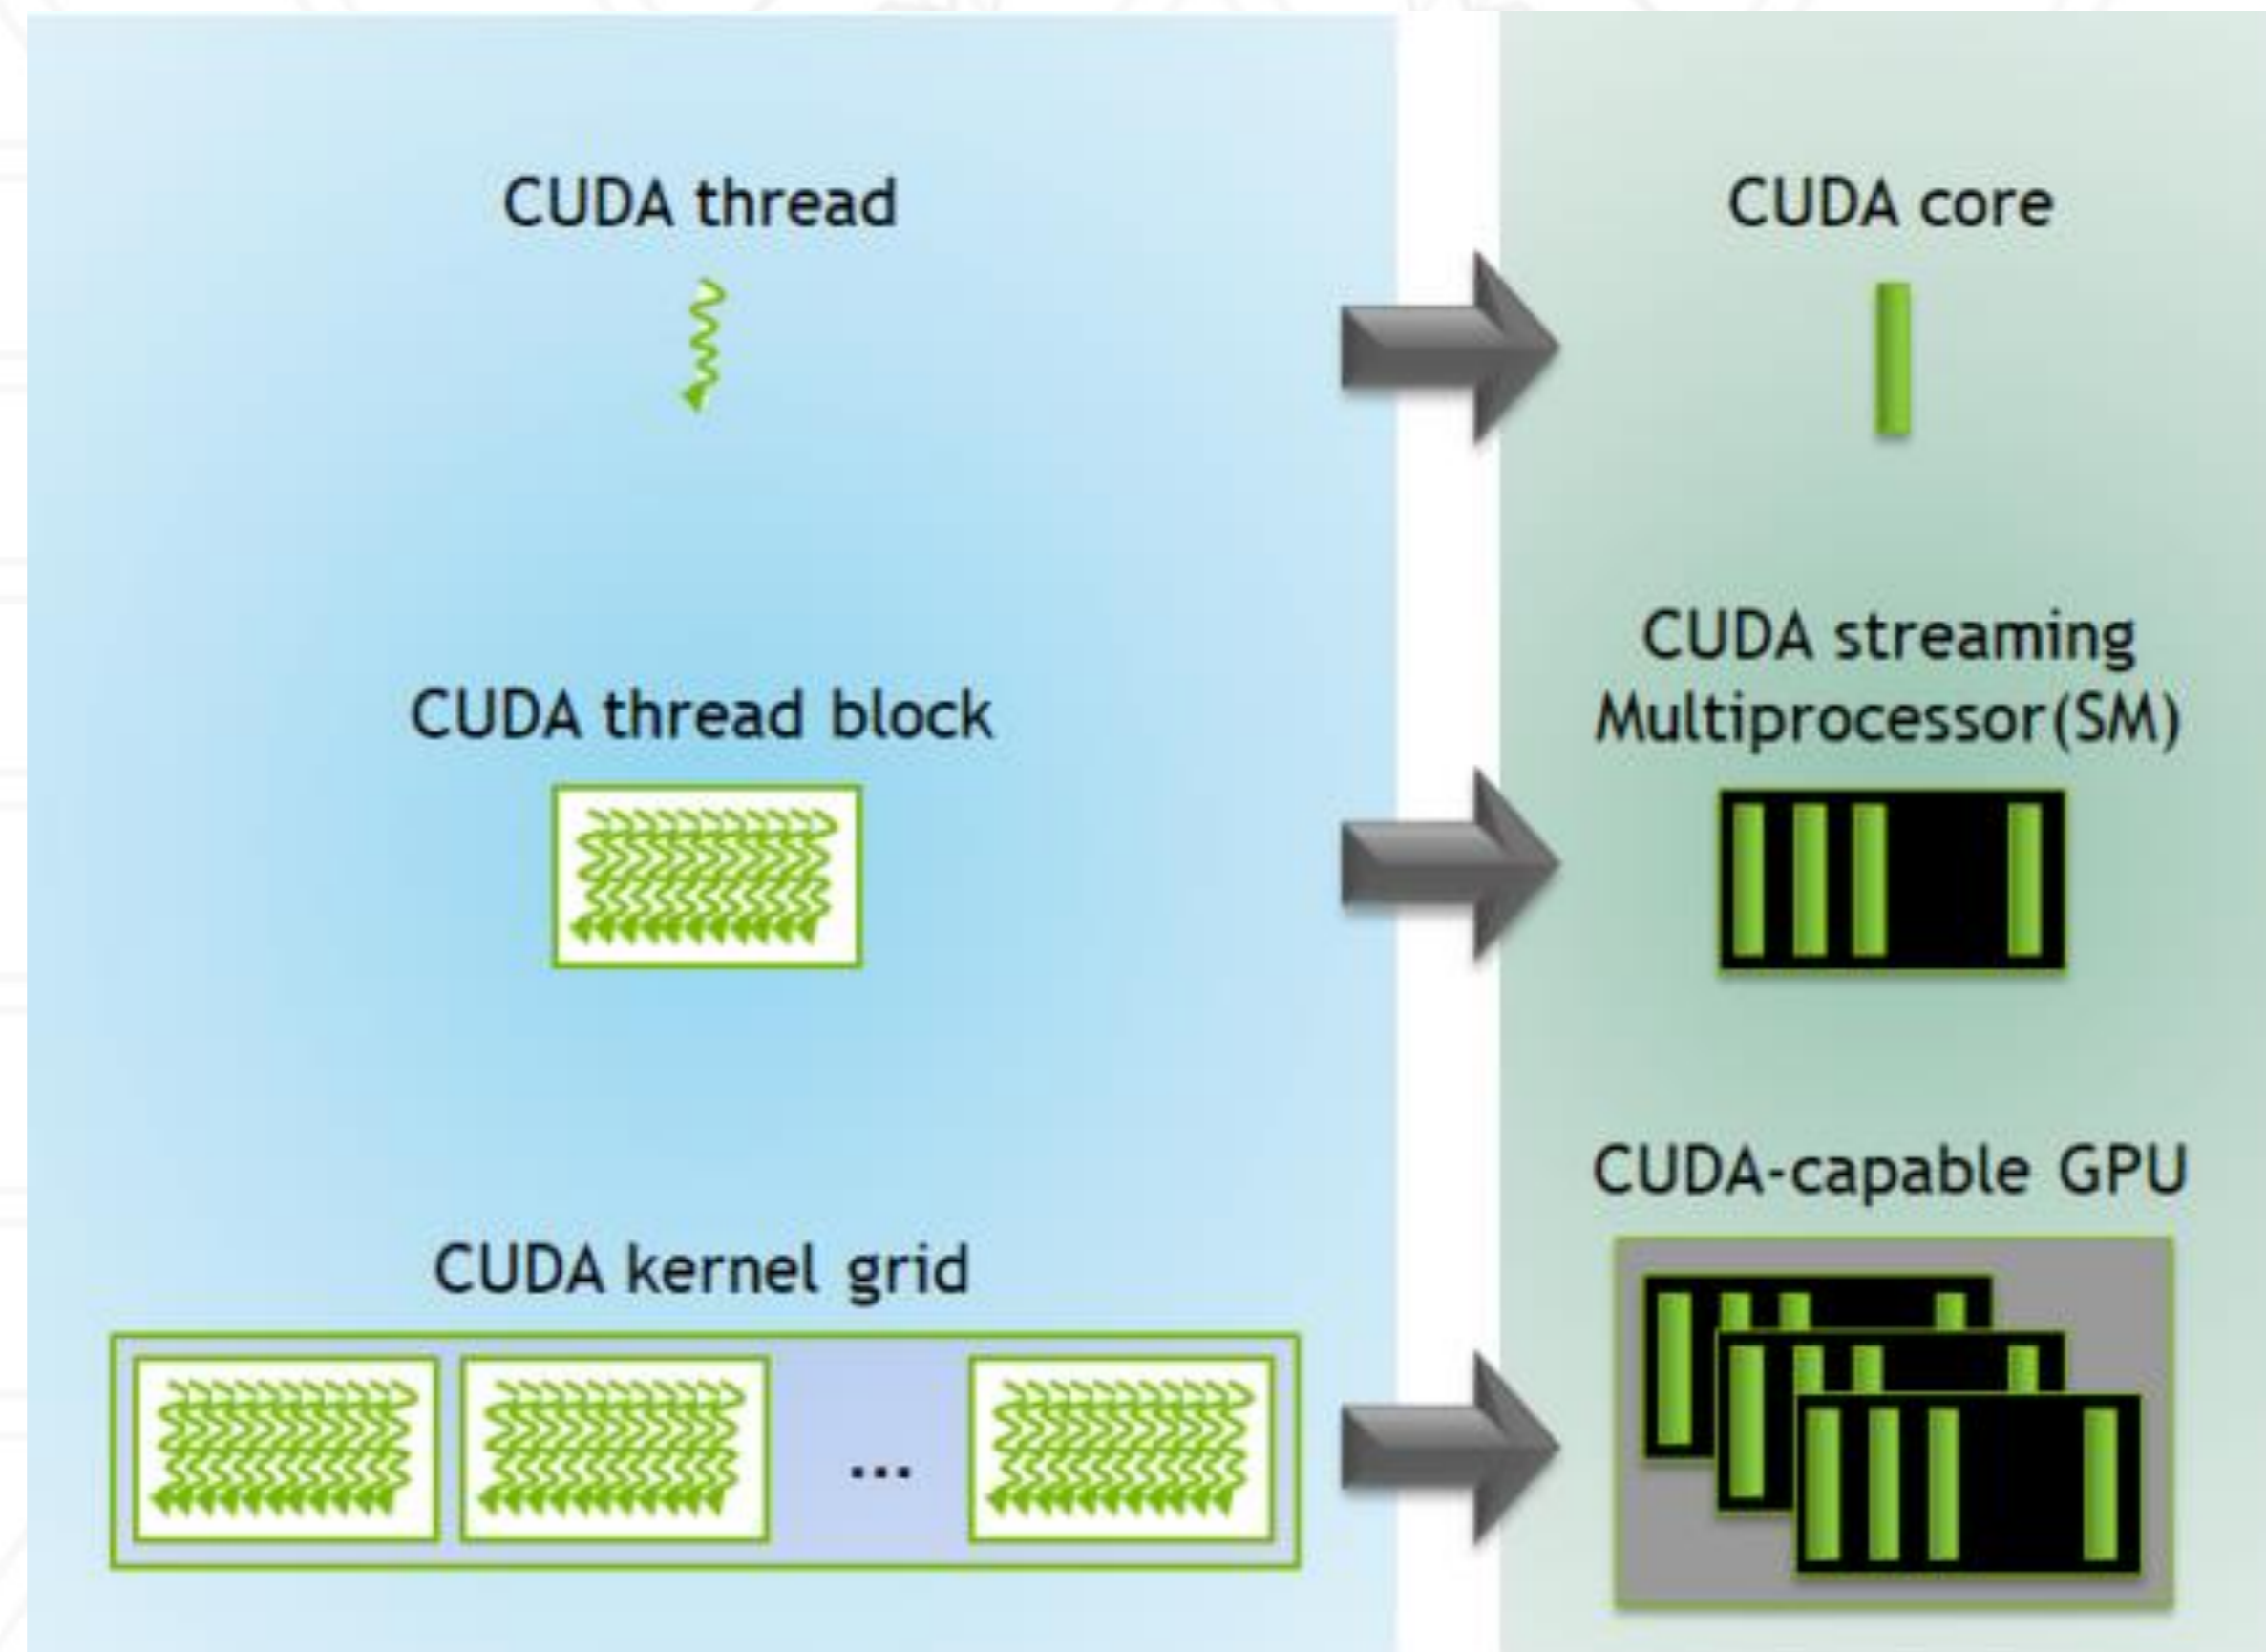 CUDA thread
CUDA core
CUDA thread block
CUDA streaming
Multiprocessor(SM)
CUDA kernel grid
...
CUDA-capable GPU